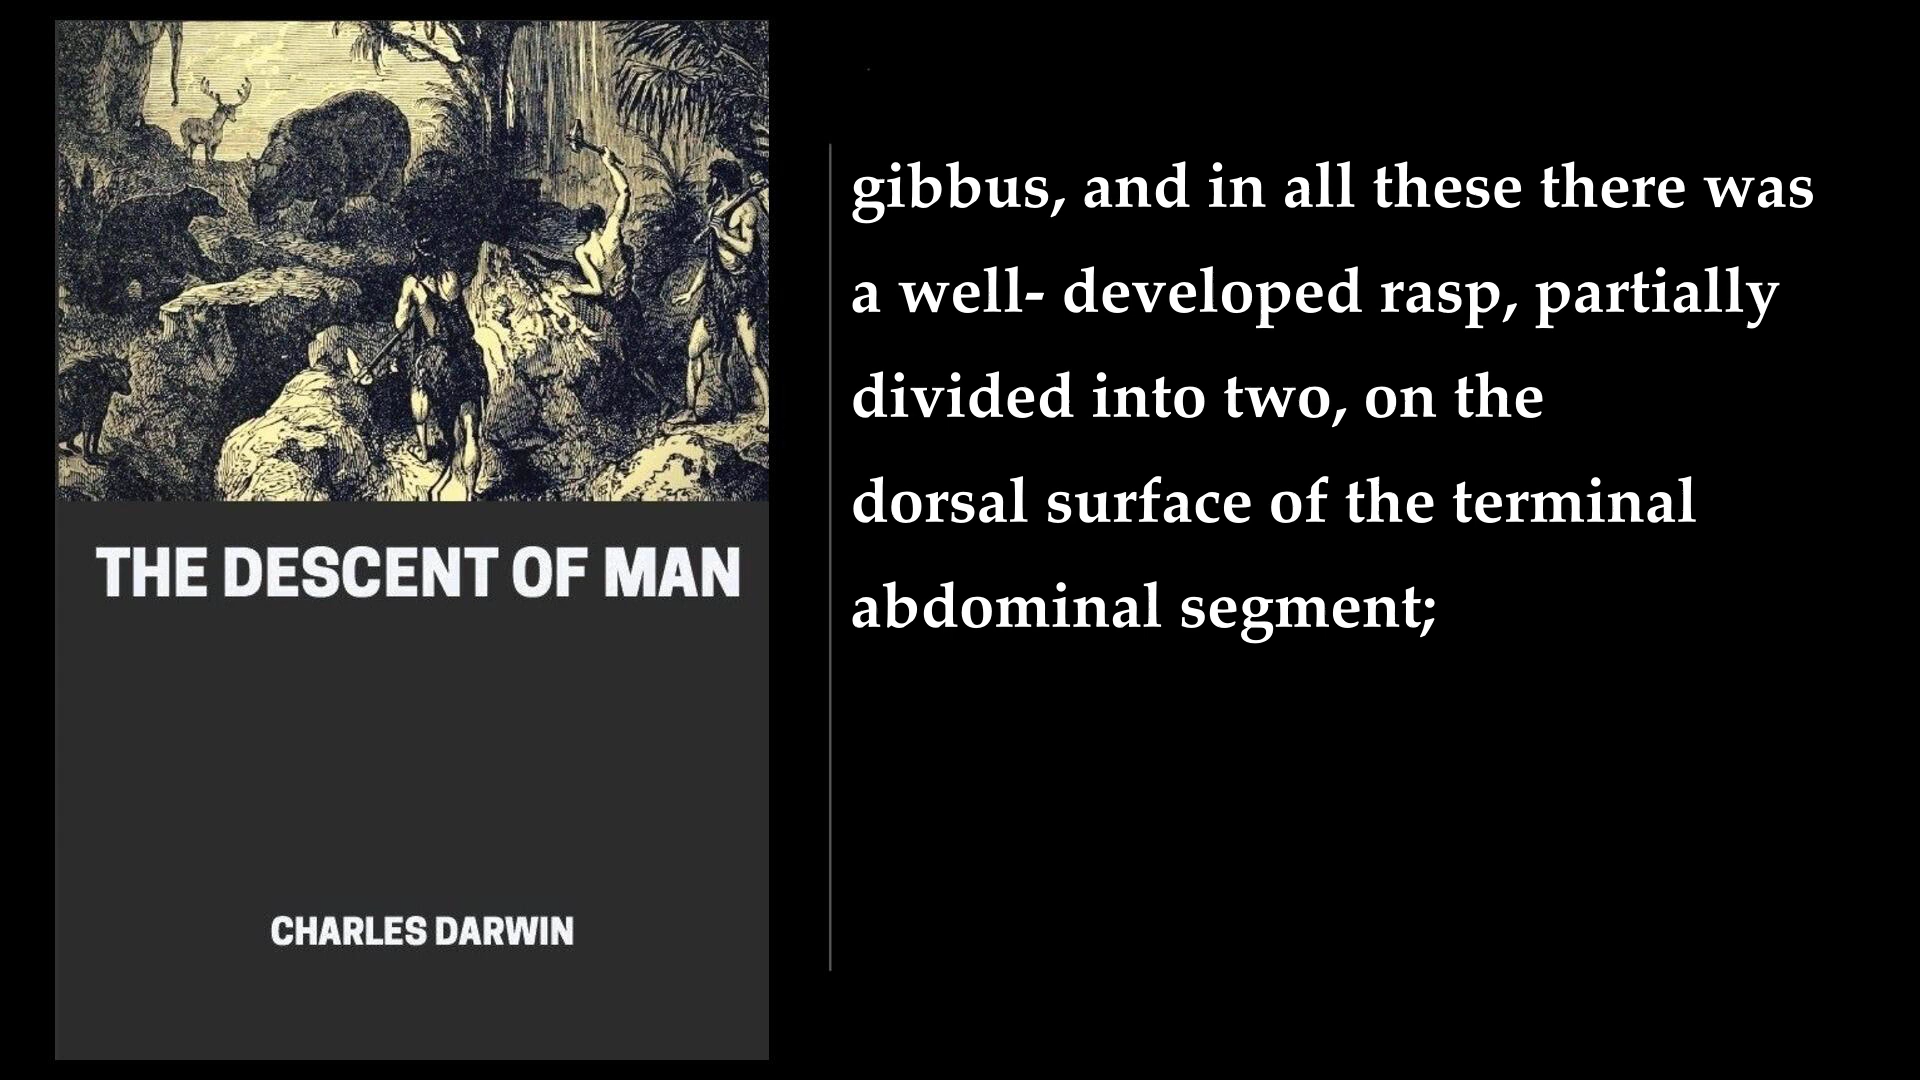 THE DESCENT OF MAN
CHARLES DARWIN
gibbus, and in all these there was
a well- developed rasp, partially
divided into two, on the
dorsal surface of the terminal
abdominal segment;